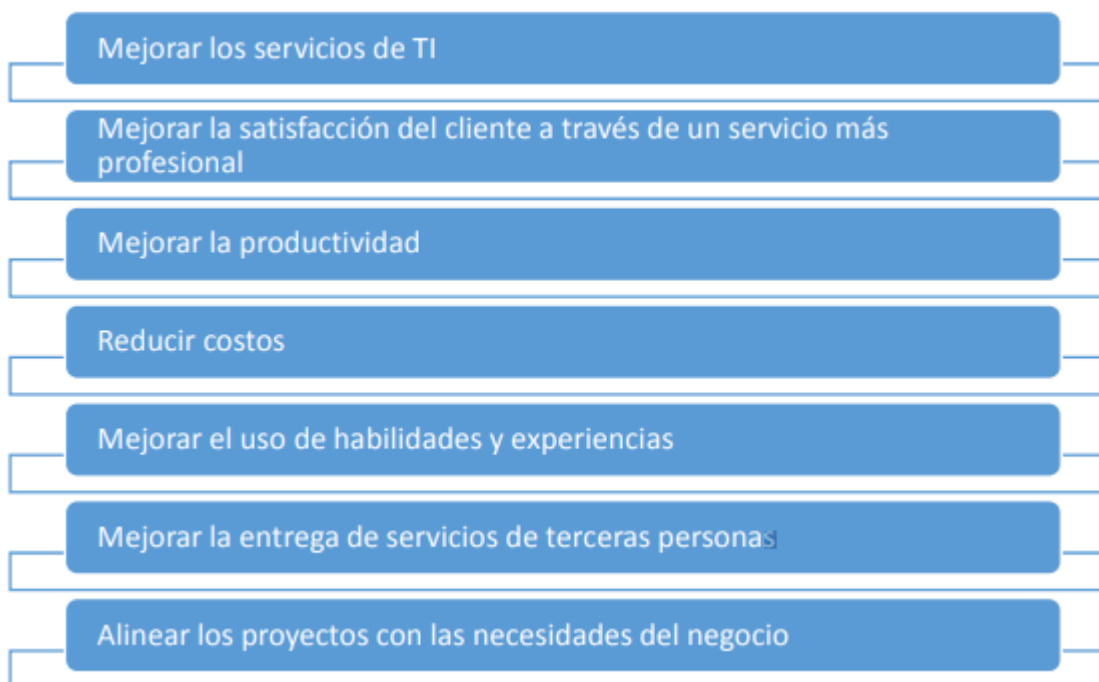 Mejorar los servicios de TI
Mejorar la satisfacción del cliente a través de un servicio más
profesional
Mejorar la productividad
Reducir costos
Mejorar el uso de habilidades y experiencias
Mejorar la entrega de servicios de terceras personas
Alinear los proyectos con las necesidades del negocio